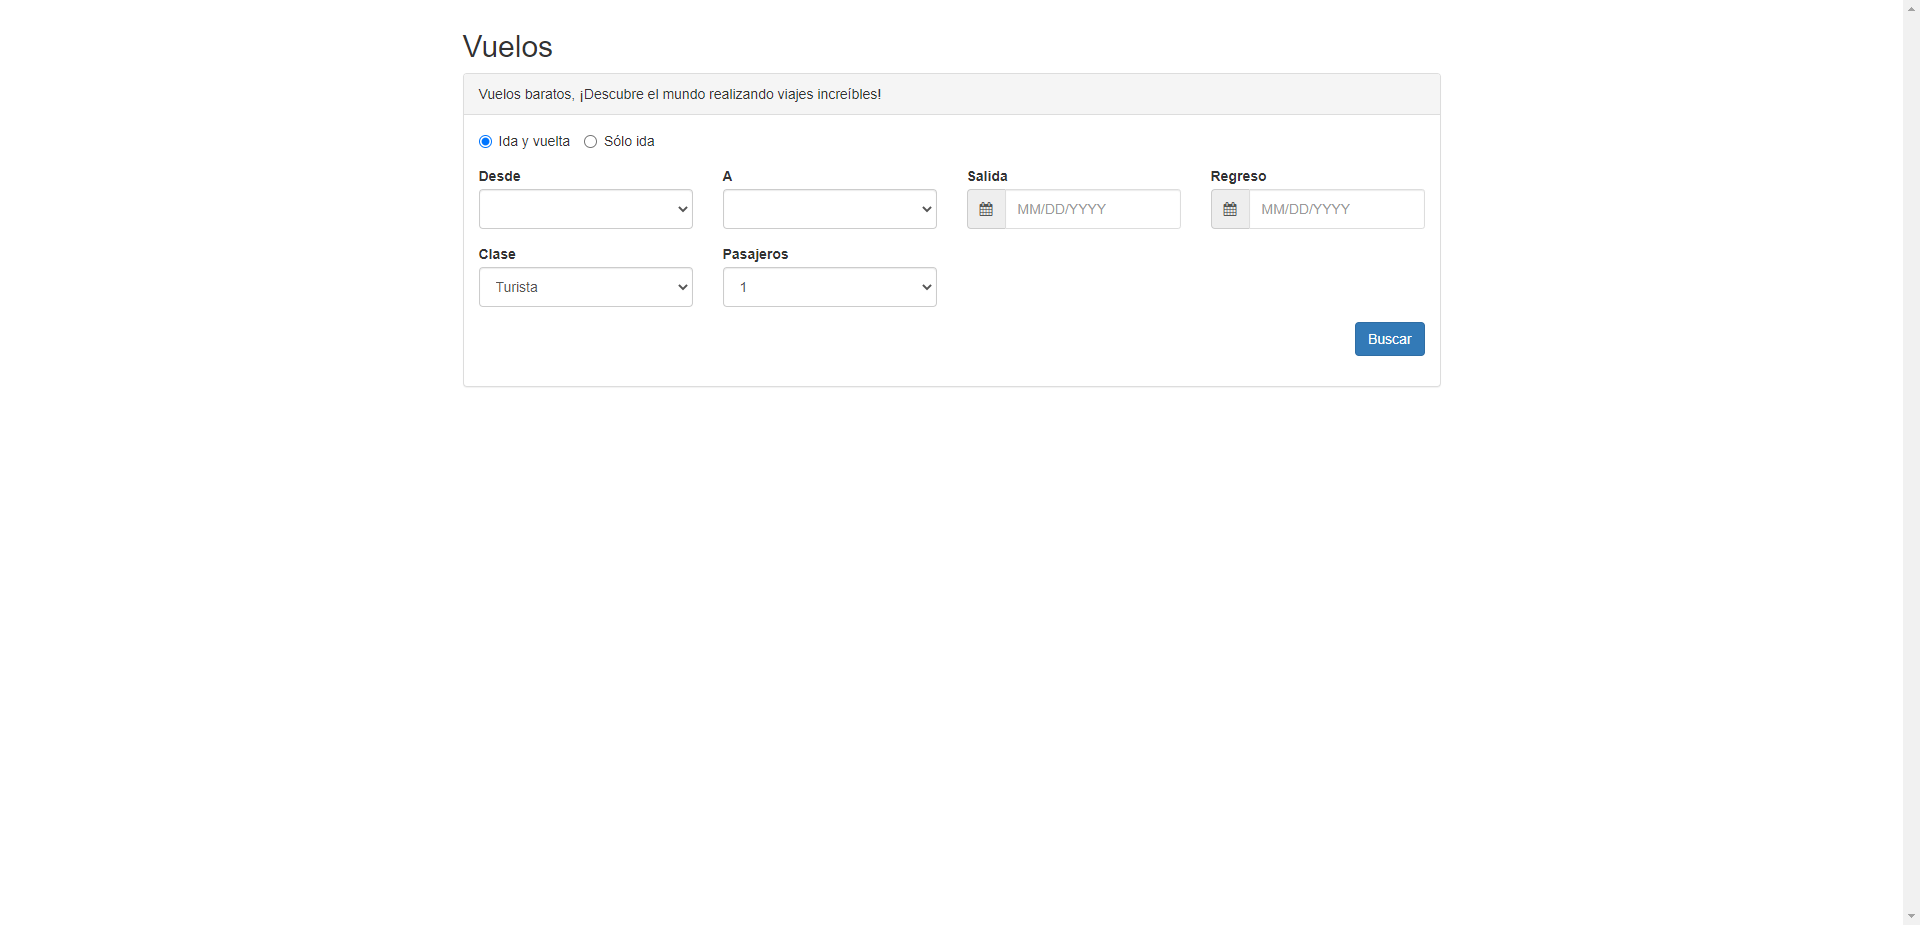 Vuelos
Vuelos baratos, ¡Descubre el mundo realizando viajes increíbles!
Ida y vuelta Sólo ida
Desde A Salida Regreso
MM/DD/YYYY MM/DD/YYYY
Clase Pasajeros
Turista 1
Buscar